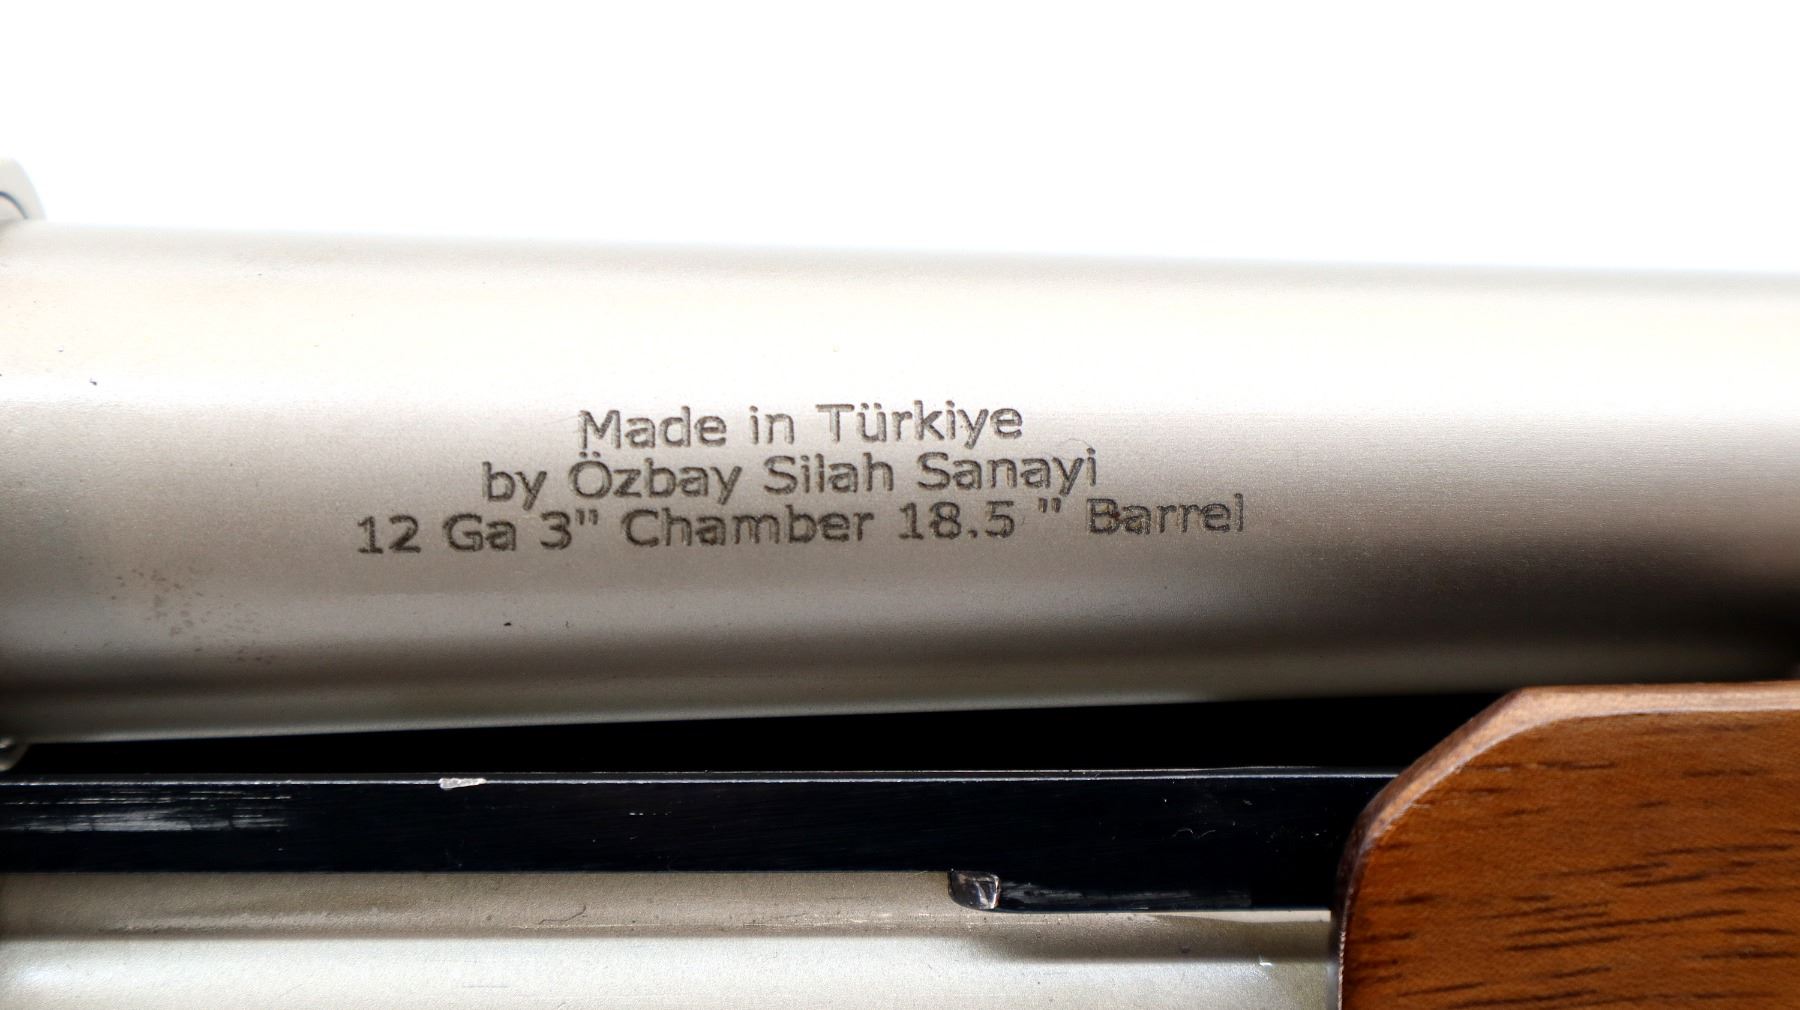 Made in Türkiye
by Özbay Silah Sanayi
12 Ga 3" Chamber 18.5 " Barrel